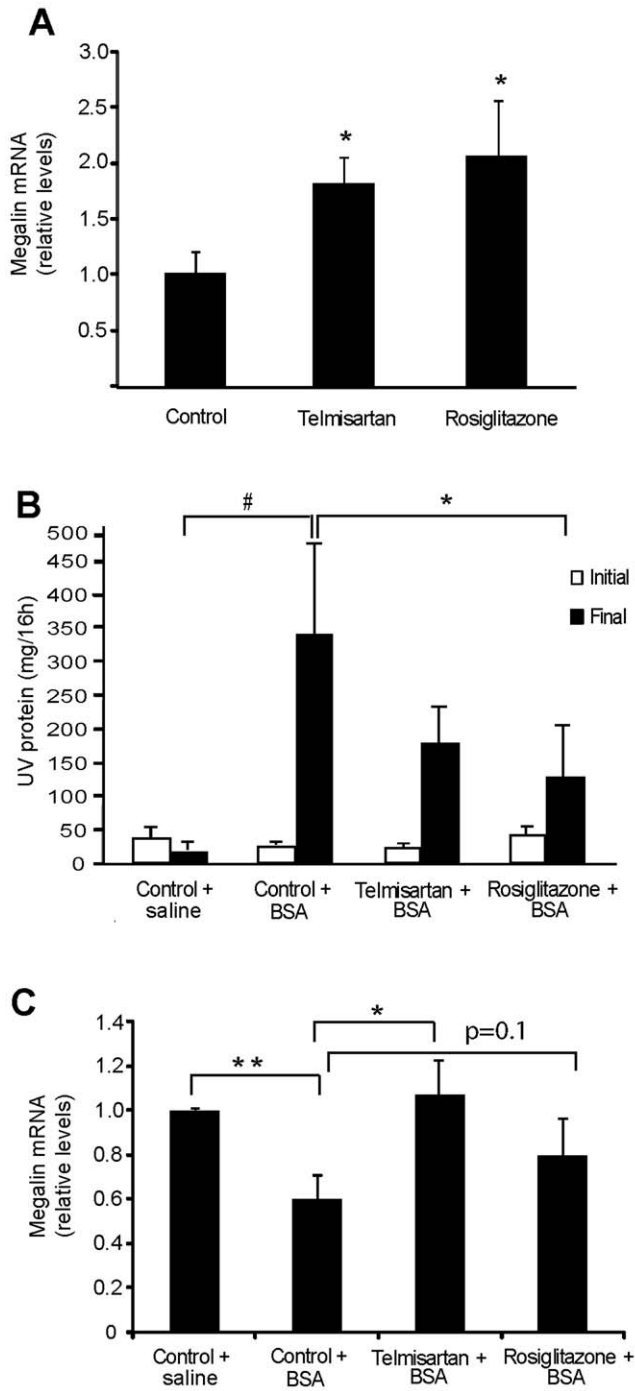 A
Megalin mRNA
(relative levels)
3.0
2.5
2.0
1.5
1.0
0.5
*
*
Control
Telmisartan
Rosiglitazone
B
UV protein (mg/16h)
500
450
400
350
300
250
200
150
100
50
0
#
*
Initial
Final
Control +
saline
Control +
BSA
Telmisartan +
BSA
Rosiglitazone +
BSA
C
Megalin mRNA
(relative levels)
1.4
1.2
1.0
0.8
0.6
0.4
0.2
0
**
*
p=0.1
Control +
saline
Control +
BSA
Telmisartan +
BSA
Rosiglitazone +
BSA